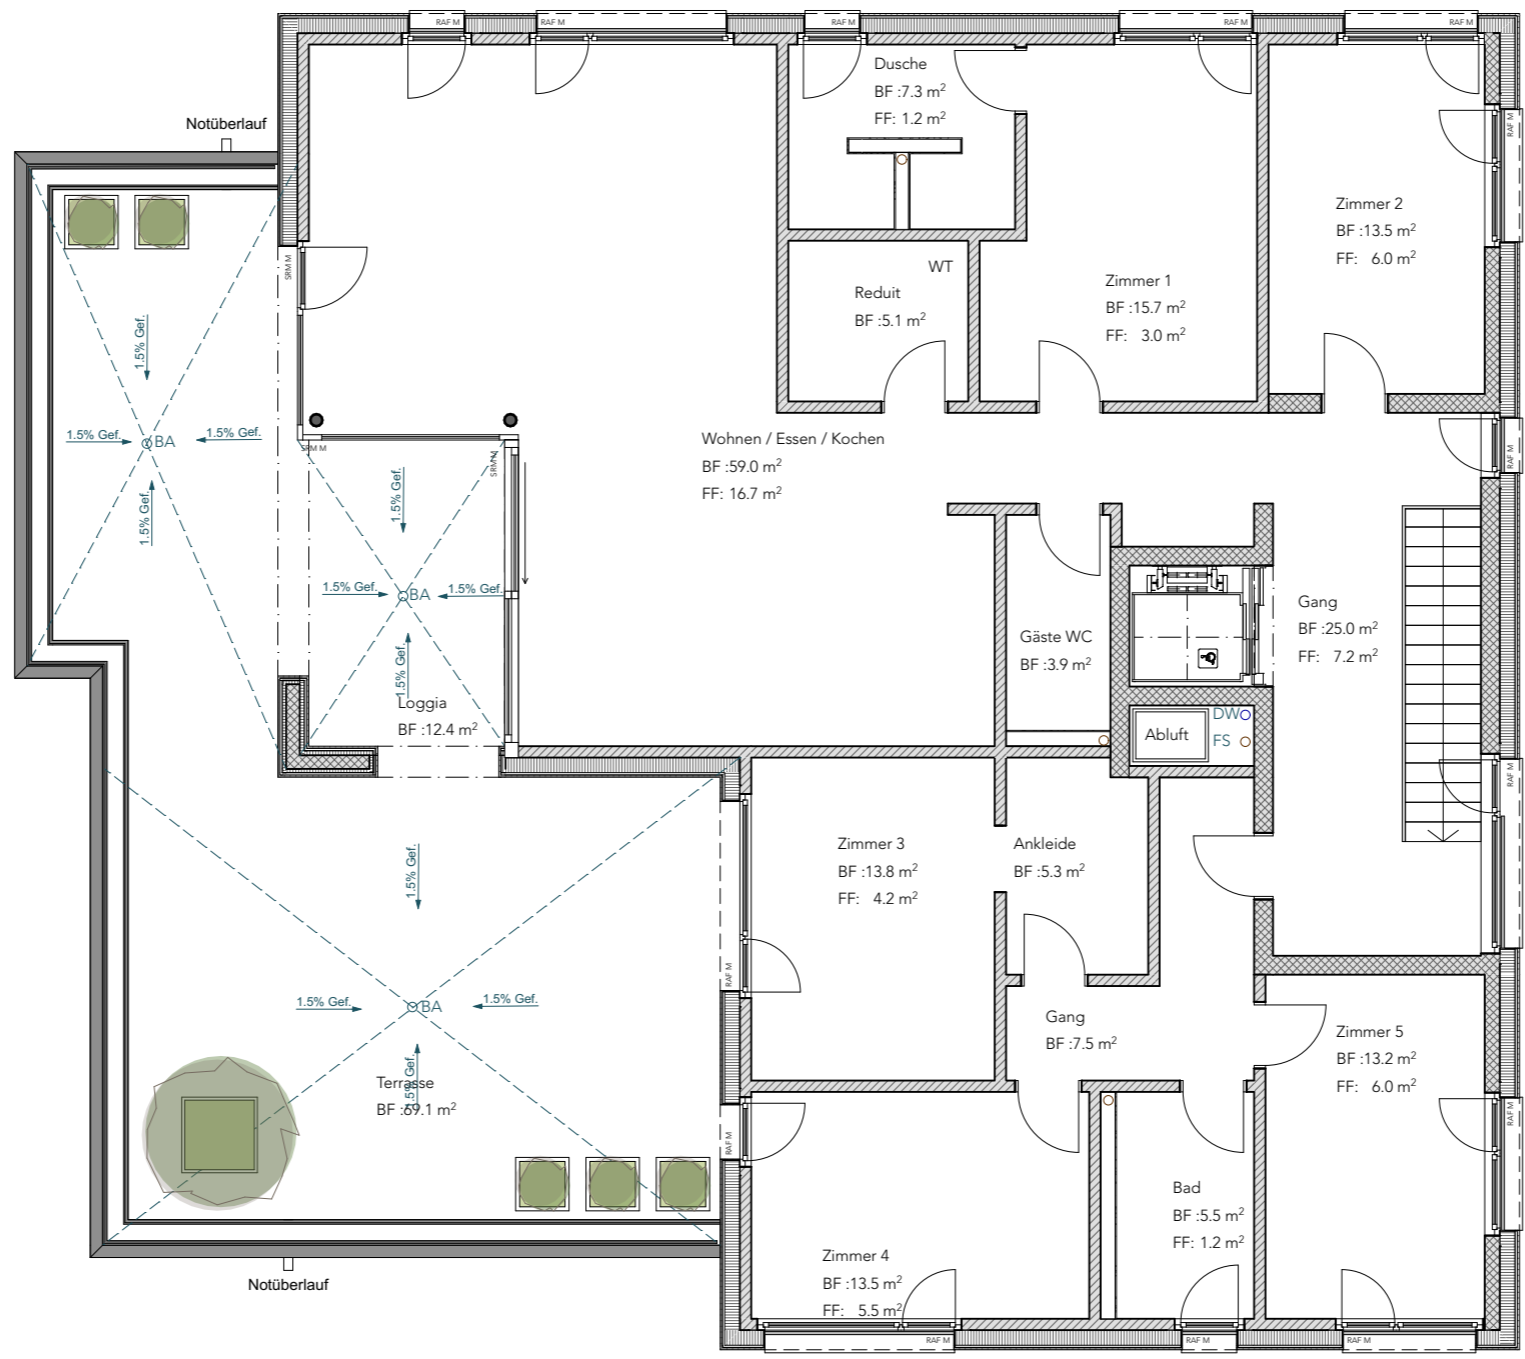 RAF M
RAF M
RAF M
RAF M
RAF M
Dusche
BF :7.3 m²
FF: 1.2 m²
Notüberlauf
RAF M
Zimmer 2
BF :13.5 m²
FF: 6.0 m²
SRM M
WT
Reduit
BF :5.1 m²
Zimmer 1
BF :15.7 m²
FF: 3.0 m²
1.5% Gef.
1.5% Gef.
BA
1.5% Gef.
1.5% Gef.
SRM M
SRM M
Wohnen / Essen / Kochen
BF :59.0 m²
FF: 16.7 m²
RAF M
1.5% Gef.
1.5% Gef.
BA
1.5% Gef.
1.5% Gef.
Loggia
BF :12.4 m²
Gäste WC
BF :3.9 m²
Gang
BF :25.0 m²
FF: 7.2 m²
Abluft
DW
FS
RAF M
Zimmer 3
BF :13.8 m²
FF: 4.2 m²
Ankleide
BF :5.3 m²
1.5% Gef.
1.5% Gef.
BA
1.5% Gef.
1.5% Gef.
RAF M
Gang
BF :7.5 m²
Zimmer 5
BF :13.2 m²
FF: 6.0 m²
Terrasse
BF :69.1 m²
RAF M
RAF M
Bad
BF :5.5 m²
FF: 1.2 m²
Zimmer 4
BF :13.5 m²
FF: 5.5 m²
Notüberlauf
RAF M
RAF M
RAF M